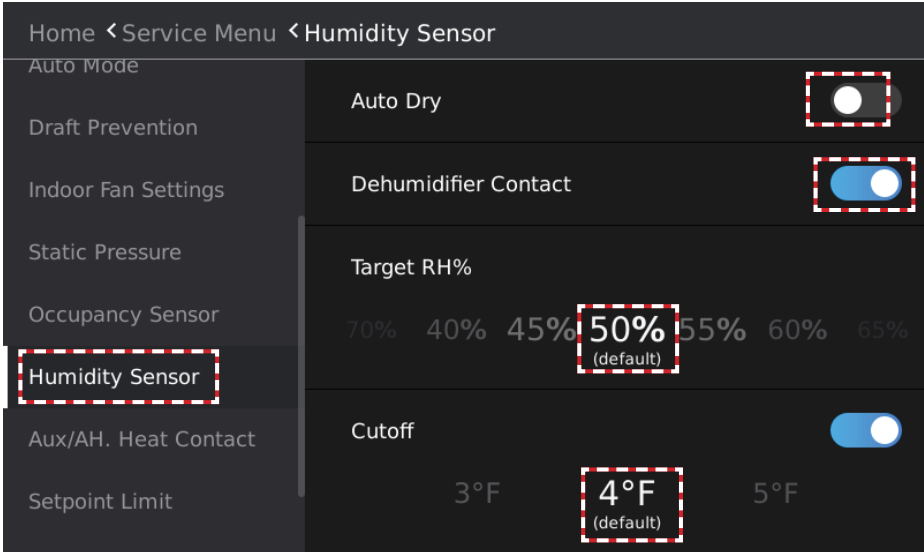 Home < Service Menu < Humidity Sensor
Auto Mode
Draft Prevention
Indoor Fan Settings
Static Pressure
Occupancy Sensor
Humidity Sensor
Aux/AH. Heat Contact
Setpoint Limit
Auto Dry
Dehumidifier Contact
Target RH%
70% 40% 45% 50% 55% 60% 65%
(default)
Cutoff
3°F 4°F 5°F
(default)